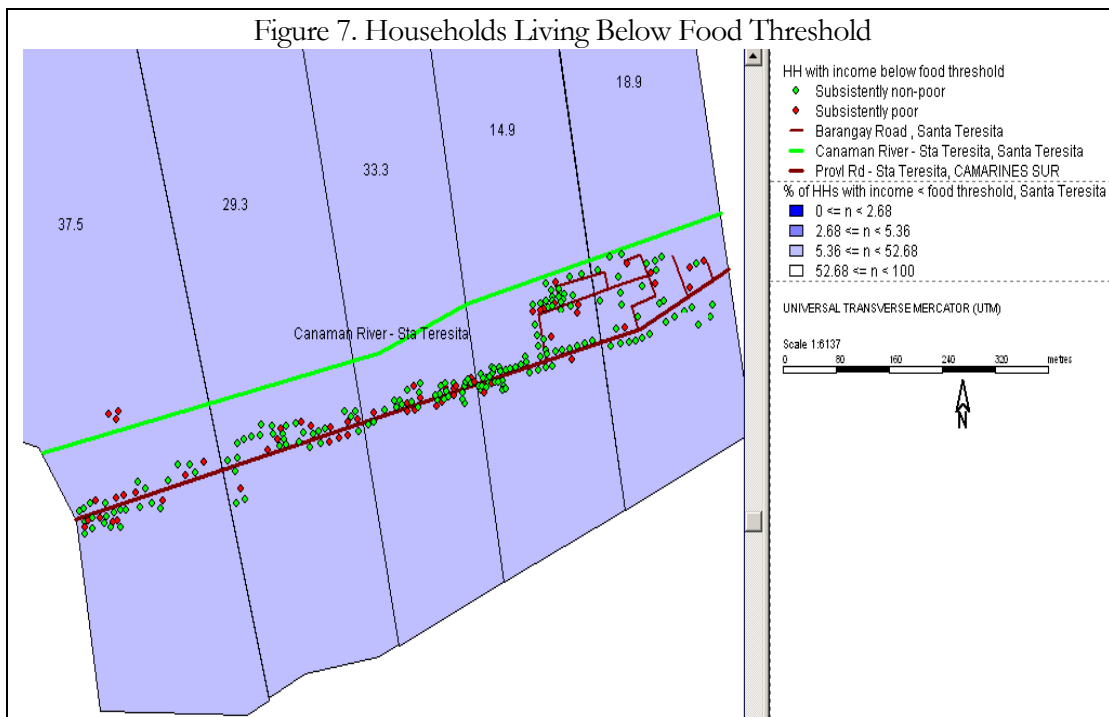 Figure 7. Households Living Below Food Threshold
18.9
14.9
33.3
29.3
37.5
Canaman River - Sta Teresita
HH with income below food threshold
Subsistently non-poor
Subsistently poor
Barangay Road , Santa Teresita
Canaman River - Sta Teresita, Santa Teresita
Provl Rd - Sta Teresita, CAMARINES SUR
% of HHs with income < food threshold, Santa Teresita
0 <= n < 2.68
2.68 <= n < 5.36
5.36 <= n < 52.68
52.68 <= n < 100
UNIVERSAL TRANSVERSE MERCATOR (UTM)
Scale 1:6137
0 80 160 240 320 metres
N